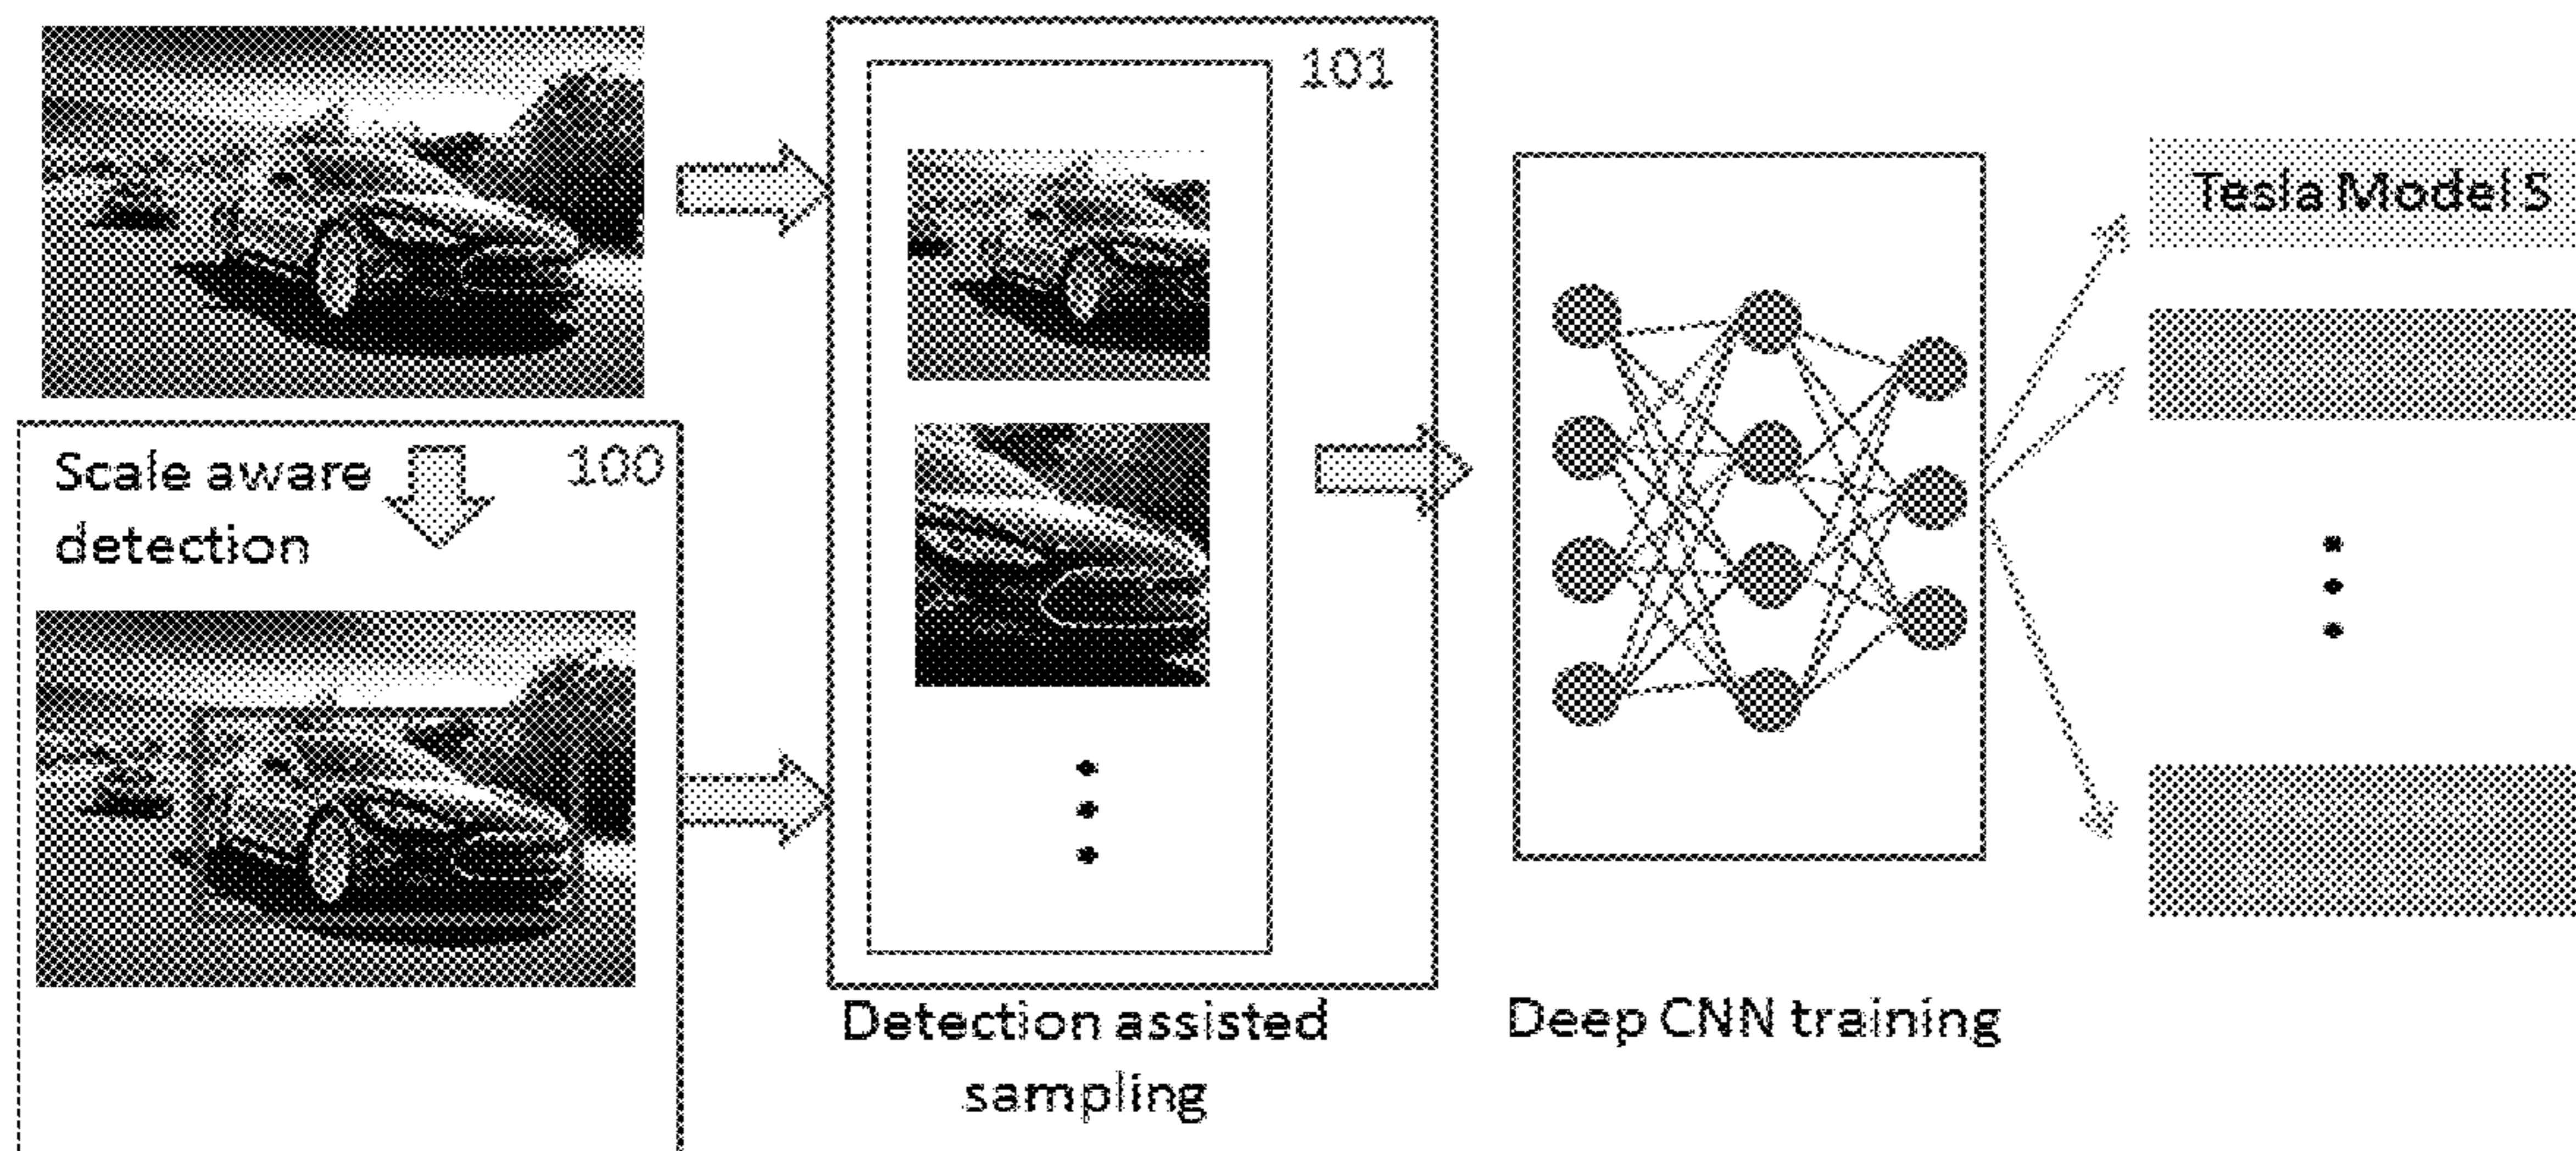 101
Tesla Model S
Scale aware
100
detection
Detection assisted
sampling
Deep CNN training